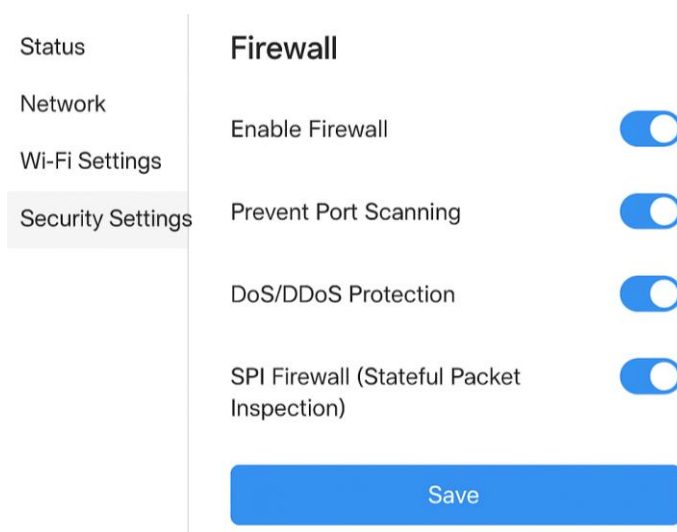 Status
Network
Wi-Fi Settings
Security Settings
Firewall
Enable Firewall
Prevent Port Scanning
DoS/DDoS Protection
SPI Firewall (Stateful Packet
Inspection)
Save